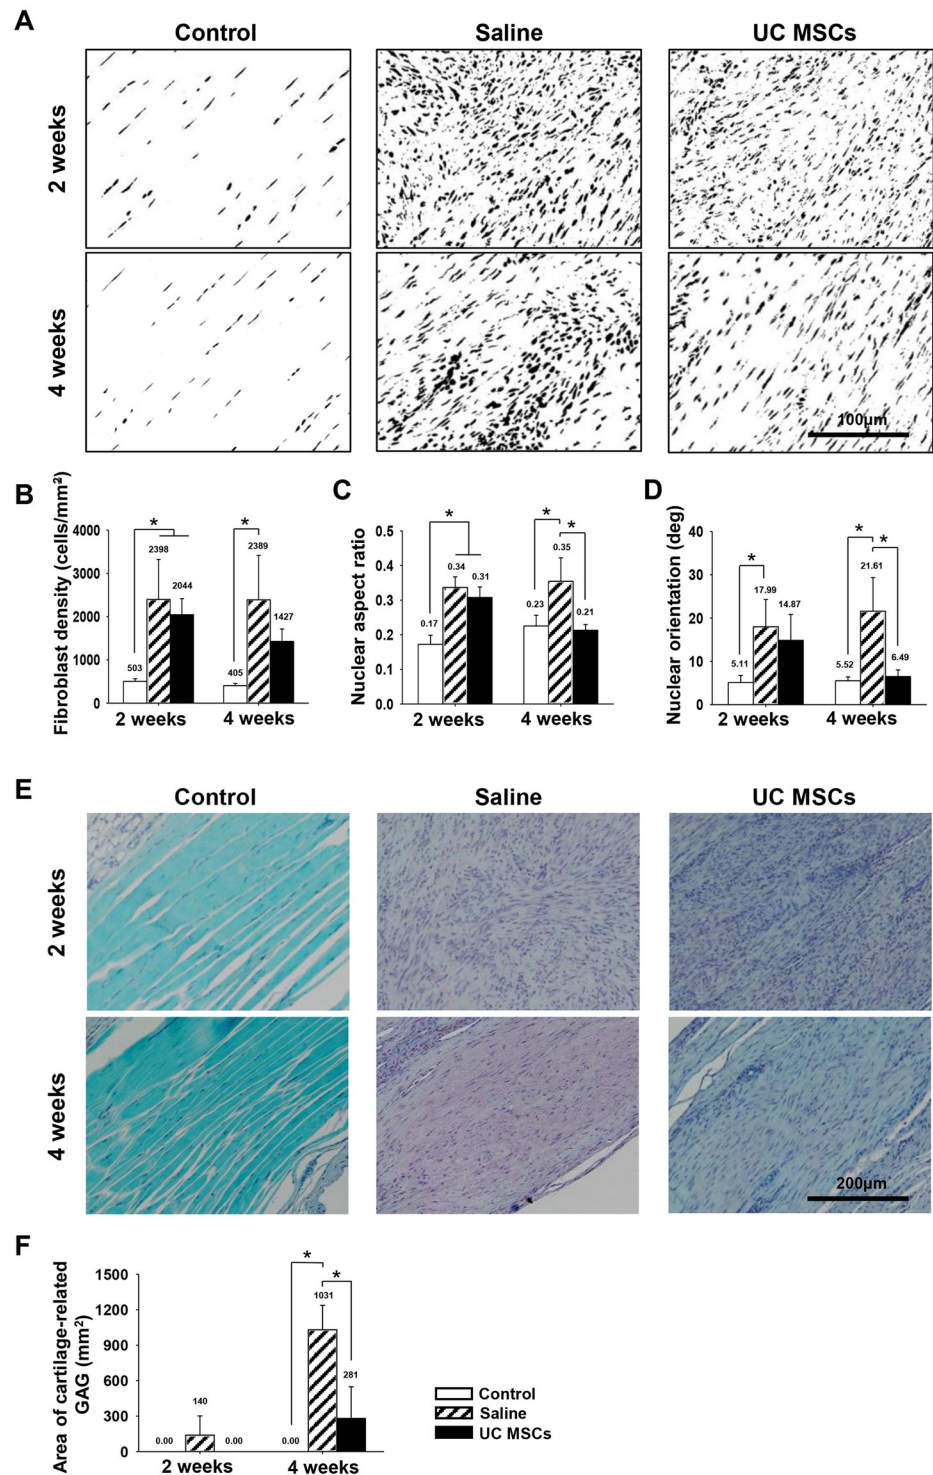 A
Control
Saline
UC MSCs
2 weeks
4 weeks
100µm
B
Fibroblast density (cells/mm²)
4000
3000
2000
1000
0
*
*
503
2398
2044
405
2389
1427
2 weeks
4 weeks
C
Nuclear aspect ratio
0.5
0.4
0.3
0.2
0.1
0.0
*
*
*
0.17
0.34
0.31
0.23
0.35
0.21
2 weeks
4 weeks
D
Nuclear orientation (deg)
40
30
20
10
0
*
*
*
5.11
17.99
14.87
5.52
21.61
6.49
2 weeks
4 weeks
E
Control
Saline
UC MSCs
2 weeks
4 weeks
200µm
F
Area of cartilage-related
GAG (mm²)
1500
1200
900
600
300
0
*
*
0.00
140
0.00
0.00
1031
281
2 weeks
4 weeks
Control
Saline
UC MSCs